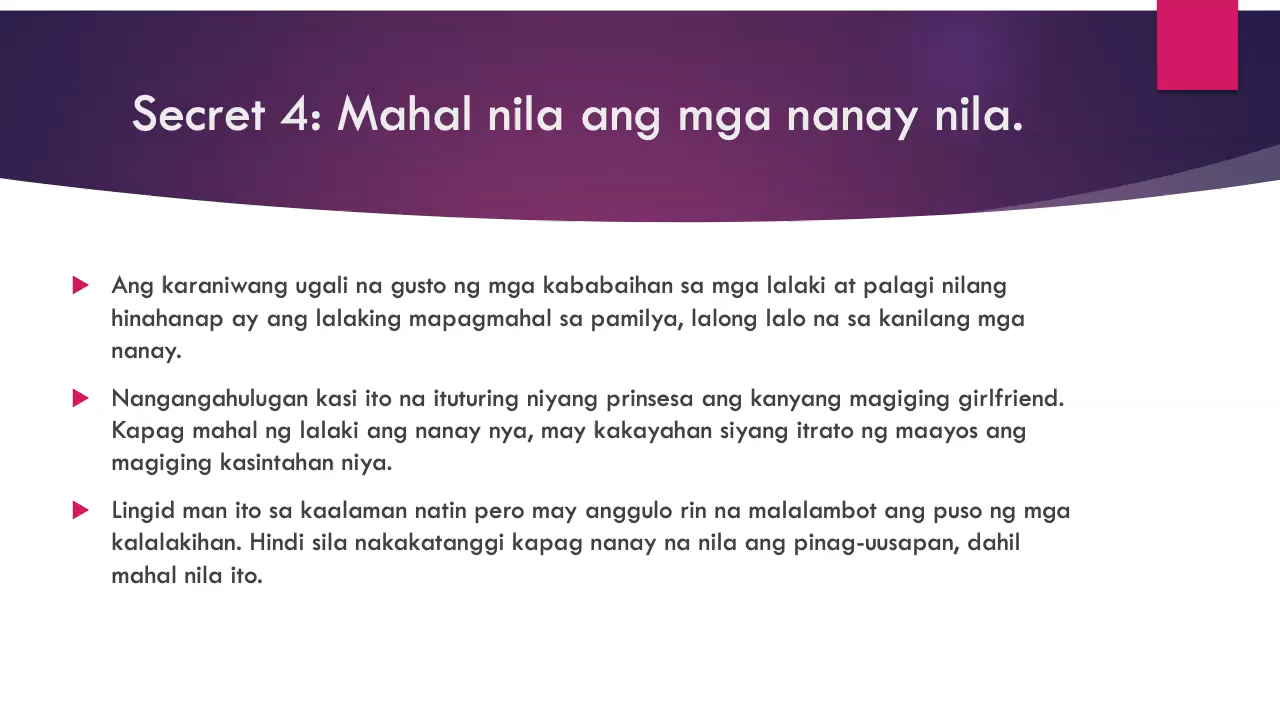 Secret 4: Mahal nila ang mga nanay nila.
Ang karaniwang ugali na gusto ng mga kababaihan sa mga lalaki at palagi nilang
hinahanap ay ang lalaking mapagmahal sa pamilya, lalong lalo na sa kanilang mga
nanay.
Nangangahulugan kasi ito na ituturing niyang prinsesa ang kanyang magiging girlfriend.
Kapag mahal ng lalaki ang nanay nya, may kakayahan siyang itrato ng maayos ang
magiging kasintahan niya.
Lingid man ito sa kaalaman natin pero may anggulo rin na malalambot ang puso ng mga
kalalakihan. Hindi sila nakakatanggi kapag nanay na nila ang pinag-uusapan, dahil
mahal nila ito.